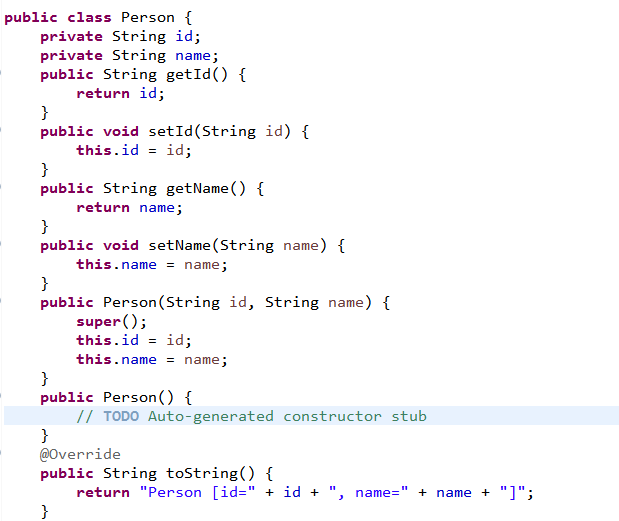 public class Person {
    private String id;
    private String name;
    public String getId() {
        return id;
    }
    public void setId(String id) {
        this.id = id;
    }
    public String getName() {
        return name;
    }
    public void setName(String name) {
        this.name = name;
    }
    public Person(String id, String name) {
        super();
        this.id = id;
        this.name = name;
    }
    public Person() {
        // TODO Auto-generated constructor stub
    }
    @Override
    public String toString() {
        return "Person [id=" + id + ", name=" + name + "]";
    }